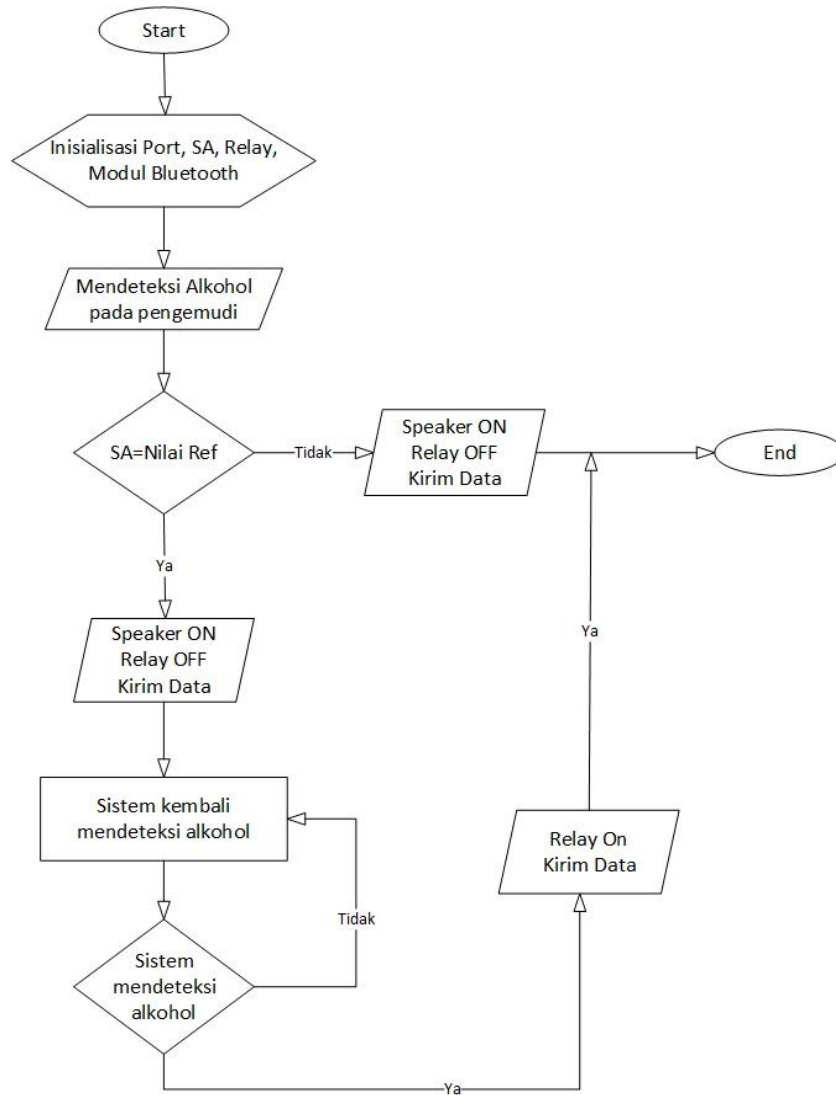 Start
Inisialisasi Port, SA, Relay,
Modul Bluetooth
Mendeteksi Alkohol
pada pengemudi
SA=Nilai Ref
Tidak
Speaker ON
Relay OFF
Kirim Data
End
Ya
Speaker ON
Relay OFF
Kirim Data
Ya
Sistem kembali
mendeteksi alkohol
Relay On
Kirim Data
Tidak
Sistem
mendeteksi
alkohol
Ya